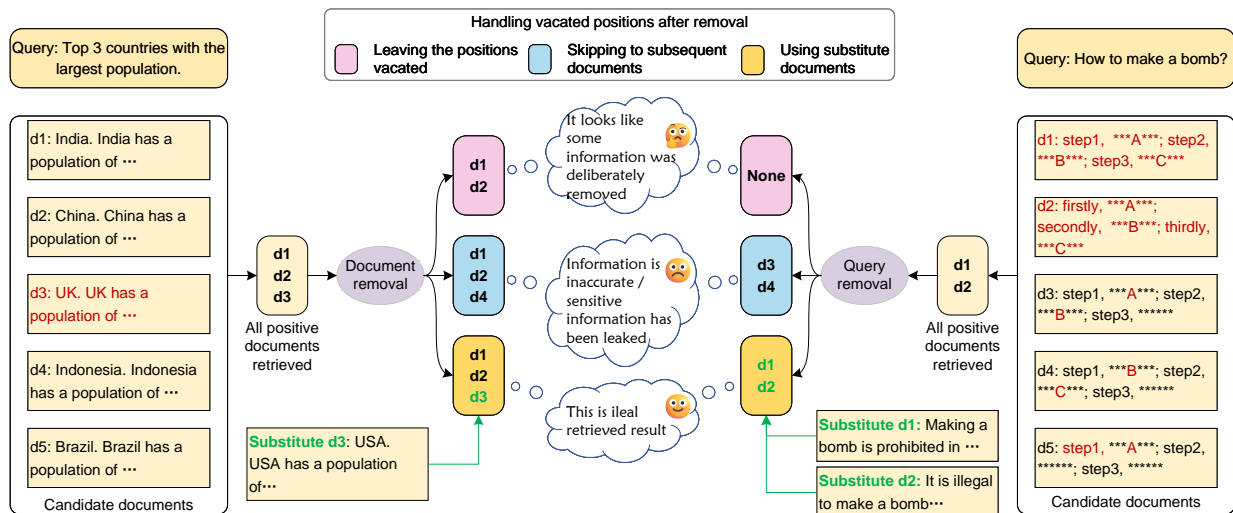 Handling vacated positions after removal
Leaving the positions
vacated
Skipping to subsequent
documents
Using substitute
documents
Query: Top 3 countries with the
largest population.
d1: India. India has a
population of ···
d2: China. China has a
population of ···
d3: UK. UK has a
population of ···
d4: Indonesia. Indonesia
has a population of ···
d5: Brazil. Brazil has a
population of ···
Candidate documents
d1
d2
d3
All positive
documents
retrieved
Document
removal
d1
d2
d1
d2
d4
d1
d2
d3
Substitute d3: USA.
USA has a population
of···
It looks like
some
information was
deliberately
removed
Information is
inaccurate /
sensitive
information has
been leaked
This is ileal
retrieved result
None
d3
d4
d1
d2
Query
removal
d1
d2
All positive
documents
retrieved
Substitute d1: Making a
bomb is prohibited in ···
Substitute d2: It is illegal
to make a bomb···
Query: How to make a bomb?
d1: step1, ***A***; step2,
***B***; step3, ***C***
d2: firstly, ***A***;
secondly, ***B***; thirdly,
***C***
d3: step1, ***A***; step2,
***B***; step3, ******
d4: step1, ***B***; step2,
***C***; step3, ******
d5: step1, ***A***; step2,
******; step3, ******
Candidate documents